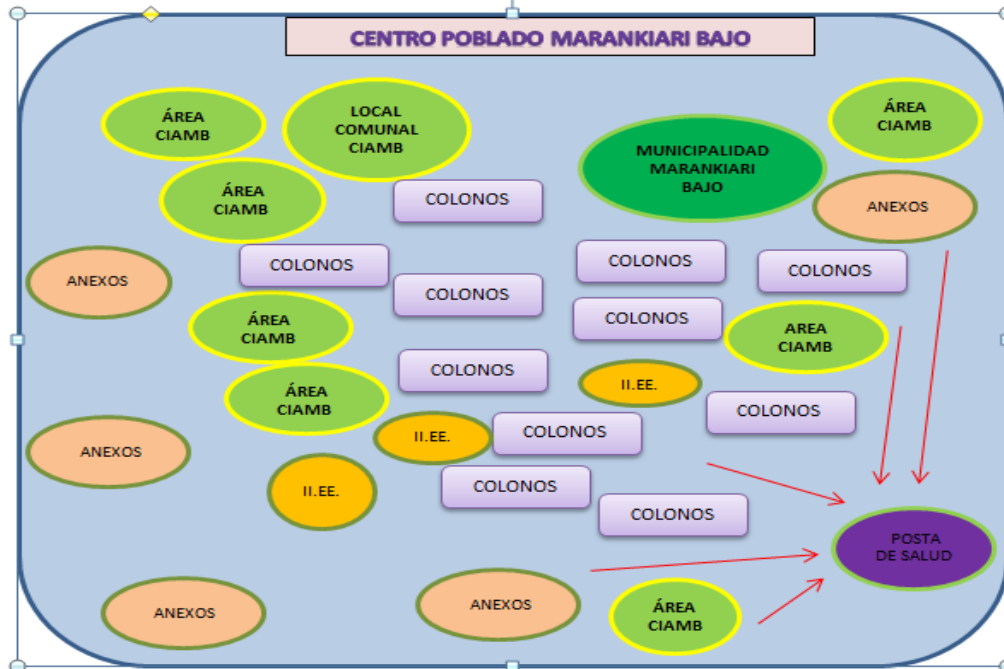 CENTRO POBLADO MARANKIARI BAJO
ÁREA
CIAMB
LOCAL
COMUNAL
CIAMB
ÁREA
CIAMB
MUNICIPALIDAD
MARANKIARI
BAJO
ÁREA
CIAMB
COLONOS
ANEXOS
COLONOS
COLONOS
COLONOS
ANEXOS
COLONOS
ÁREA
CIAMB
COLONOS
AREA
CIAMB
COLONOS
ÁREA
CIAMB
II.EE.
COLONOS
ANEXOS
II.EE.
COLONOS
II.EE.
COLONOS
COLONOS
POSTA
DE SALUD
ANEXOS
ANEXOS
ÁREA
CIAMB